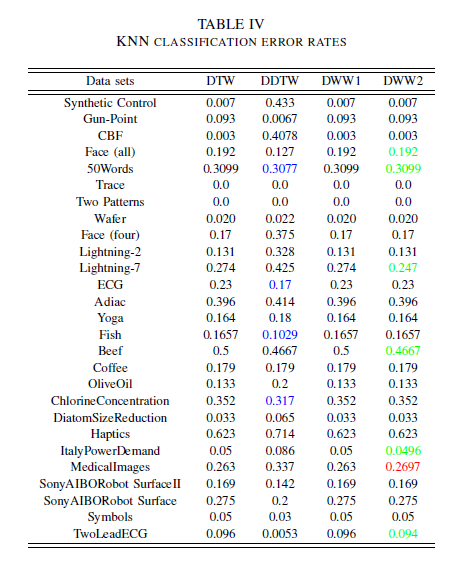 TABLE IV
KNN CLASSIFICATION ERROR RATES
Data sets DTW DDTW DWW1 DWW2
Synthetic Control 0.007 0.433 0.007 0.007
Gun-Point 0.093 0.0067 0.093 0.093
CBF 0.003 0.4078 0.003 0.003
Face (all) 0.192 0.127 0.192 0.192
50Words 0.3099 0.3077 0.3099 0.3099
Trace 0.0 0.0 0.0 0.0
Two Patterns 0.0 0.0 0.0 0.0
Wafer 0.020 0.022 0.020 0.020
Face (four) 0.17 0.375 0.17 0.17
Lightning-2 0.131 0.328 0.131 0.131
Lightning-7 0.274 0.425 0.274 0.247
ECG 0.23 0.17 0.23 0.23
Adiac 0.396 0.414 0.396 0.396
Yoga 0.164 0.18 0.164 0.164
Fish 0.1657 0.1029 0.1657 0.1657
Beef 0.5 0.4667 0.5 0.4667
Coffee 0.179 0.179 0.179 0.179
OliveOil 0.133 0.2 0.133 0.133
ChlorineConcentration 0.352 0.317 0.352 0.352
DiatomSizeReduction 0.033 0.065 0.033 0.033
Haptics 0.623 0.714 0.623 0.623
ItalyPowerDemand 0.05 0.086 0.05 0.0496
MedicalImages 0.263 0.337 0.263 0.2697
SonyAIBORobot SurfaceII 0.169 0.142 0.169 0.169
SonyAIBORobot Surface 0.275 0.2 0.275 0.275
Symbols 0.05 0.03 0.05 0.05
TwoLeadECG 0.096 0.0053 0.096 0.094